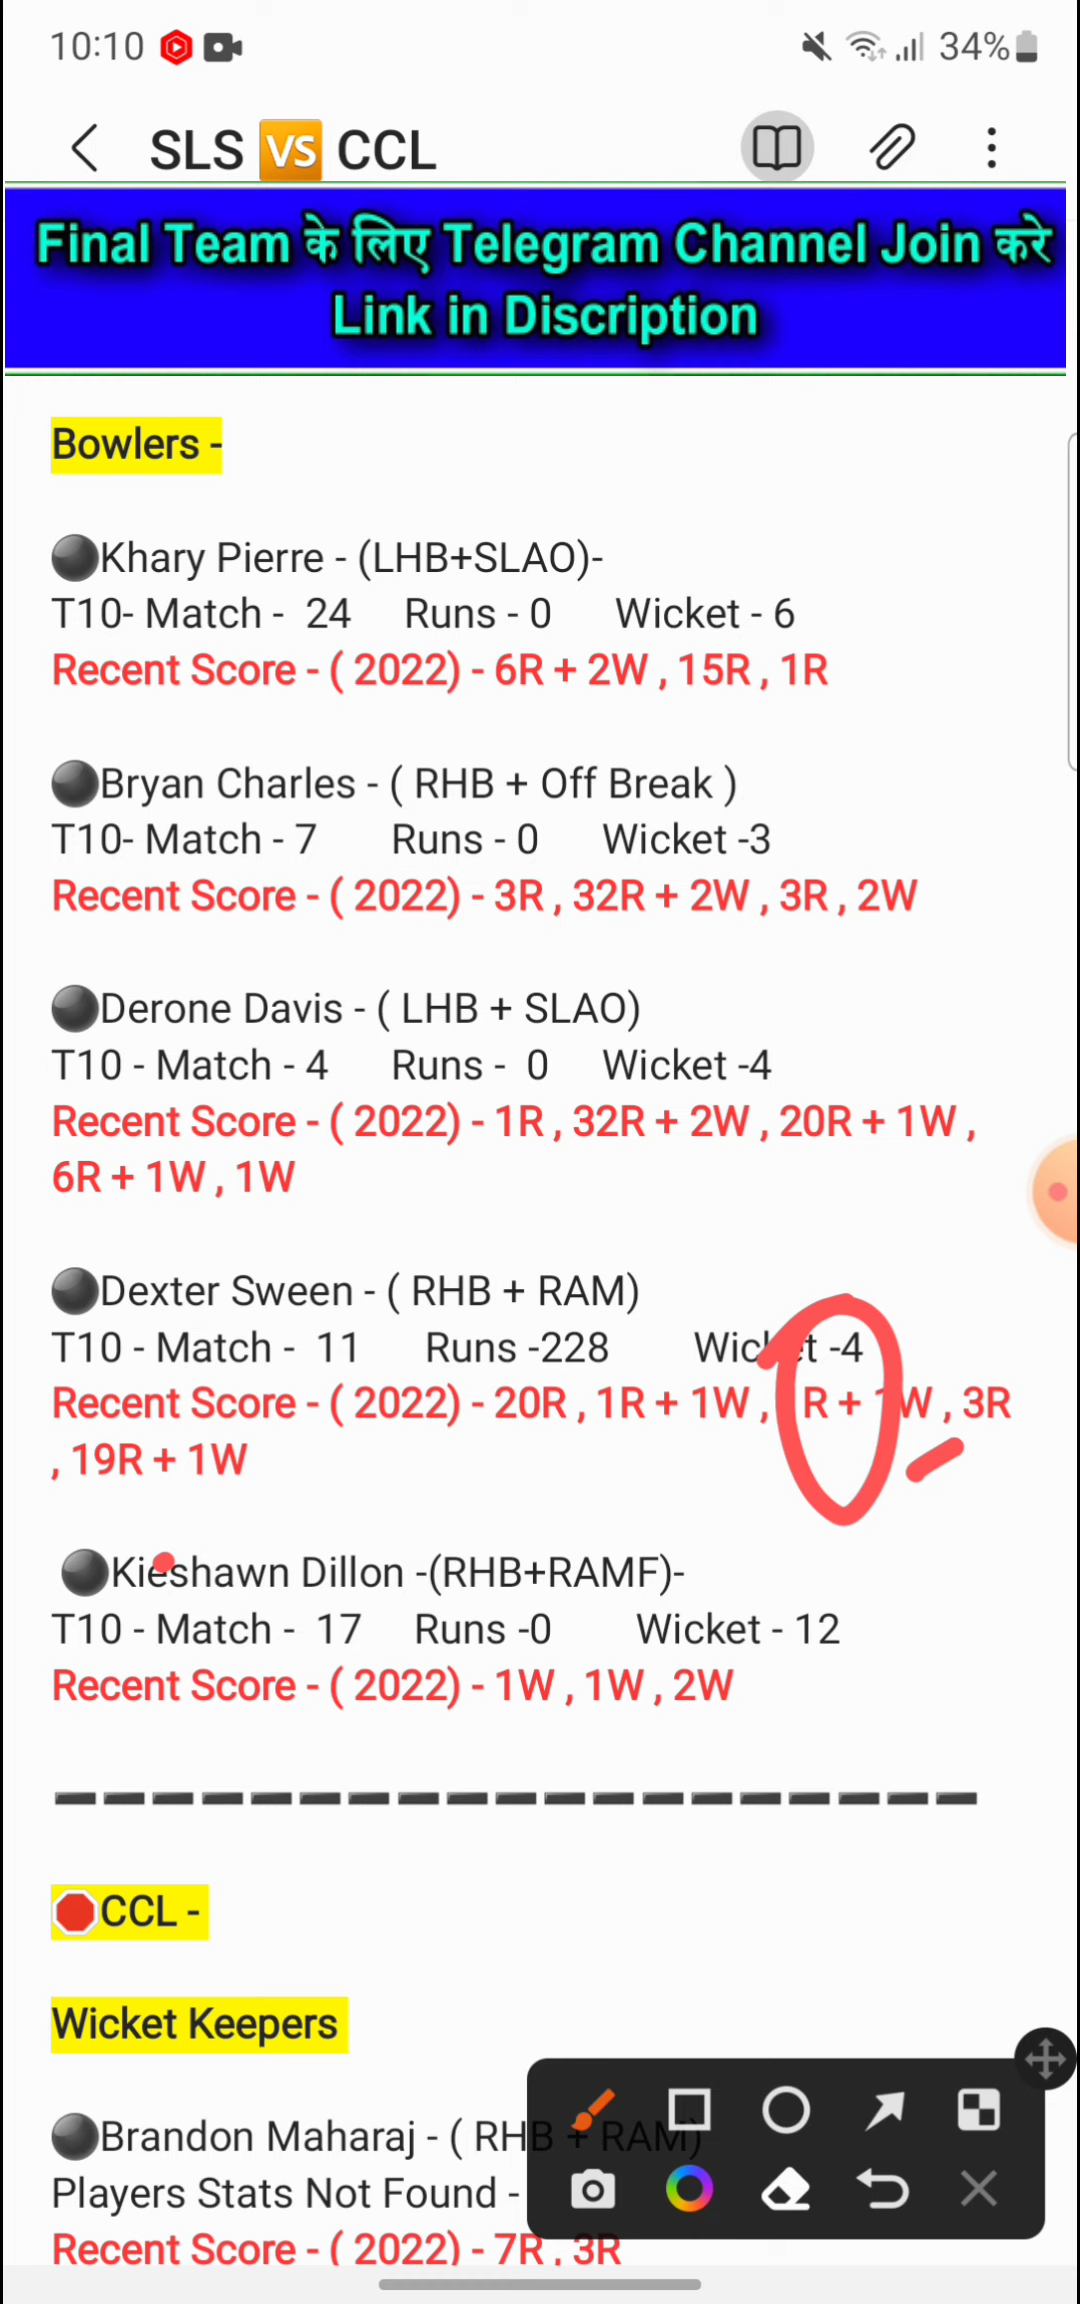 10:10 34%
SLS VS CCL
Final Team के लिए Telegram Channel Join करे
Link in Discription
Bowlers -
Khary Pierre - (LHB+SLAO)-
T10- Match - 24 Runs - 0 Wicket - 6
Recent Score - ( 2022) - 6R + 2W , 15R , 1R
Bryan Charles - ( RHB + Off Break )
T10- Match - 7 Runs - 0 Wicket -3
Recent Score - ( 2022) - 3R , 32R + 2W , 3R , 2W
Derone Davis - ( LHB + SLAO)
T10 - Match - 4 Runs - 0 Wicket -4
Recent Score - ( 2022) - 1R , 32R + 2W , 20R + 1W ,
6R + 1W , 1W
Dexter Sween - ( RHB + RAM)
T10 - Match - 11 Runs -228 Wicket -4
Recent Score - ( 2022) - 20R , 1R + 1W , R + 1W , 3R
, 19R + 1W
Kieshawn Dillon -(RHB+RAMF)-
T10 - Match - 17 Runs -0 Wicket - 12
Recent Score - ( 2022) - 1W , 1W , 2W
CCL -
Wicket Keepers
Brandon Maharaj - ( RHB + RAM)
Players Stats Not Found -
Recent Score - ( 2022) - 7R , 3R